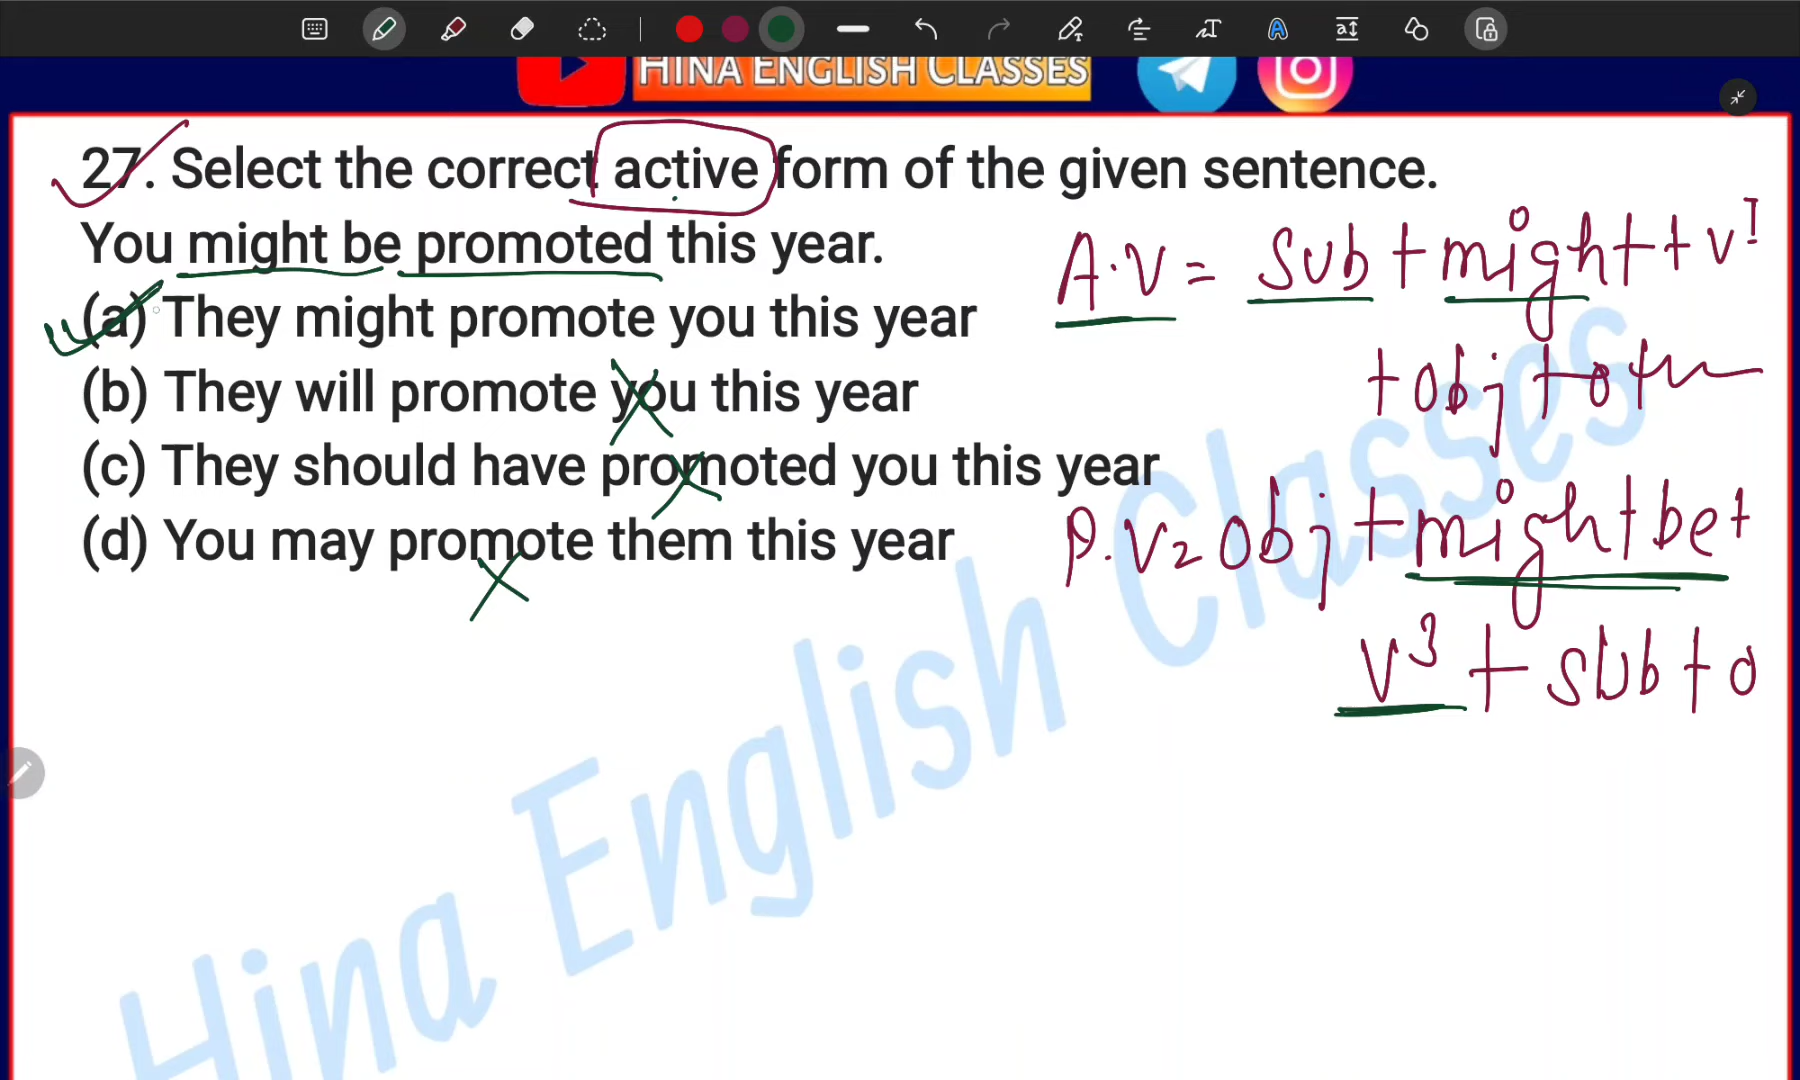 HINA ENGLISH CLASSES
27. Select the correct active form of the given sentence.
You might be promoted this year.
(a) They might promote you this year
(b) They will promote you this year
(c) They should have promoted you this year
(d) You may promote them this year
A.V = Sub + might + V1
+ obj + oth
P.V = Obj + might be +
V3 + sub + o
Hina English Classes